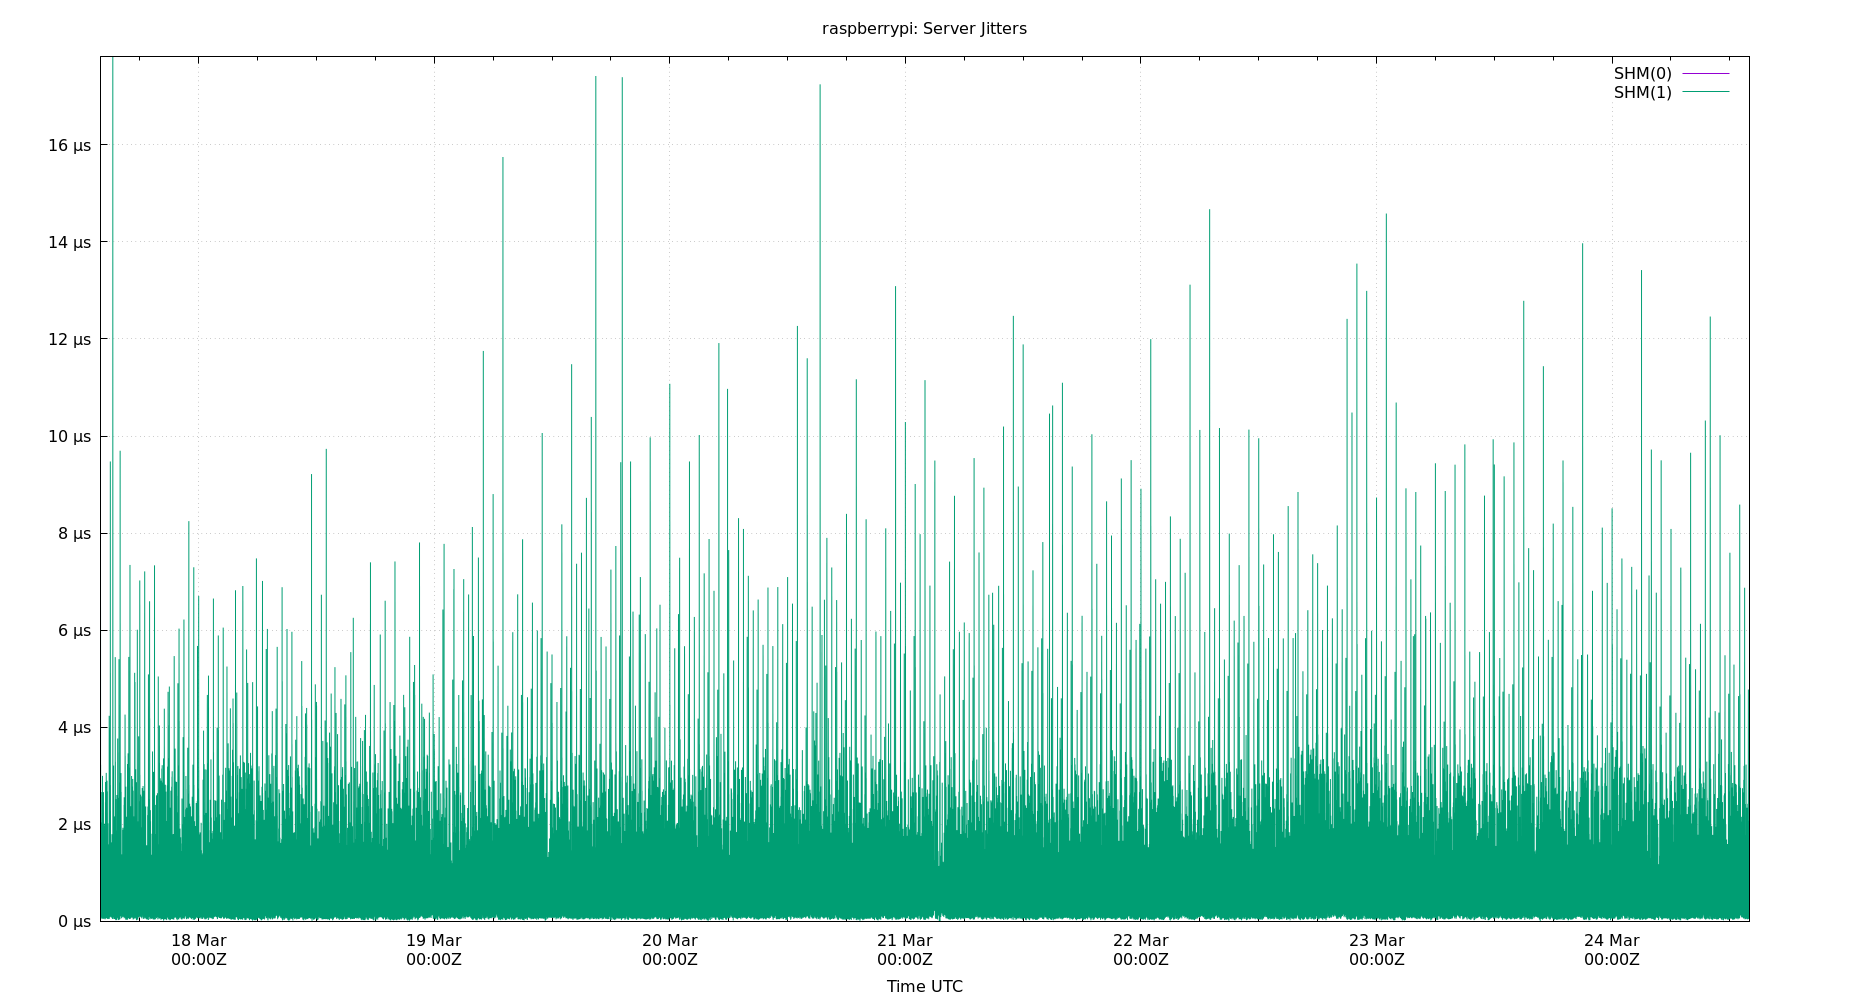 raspberrypi: Server Jitters
SHM(0)
SHM(1)
16 µs
14 µs
12 µs
10 µs
8 µs
6 µs
4 µs
2 µs
0 µs
18 Mar 19 Mar 20 Mar 21 Mar 22 Mar 23 Mar 24 Mar
00:00Z 00:00Z 00:00Z 00:00Z 00:00Z 00:00Z 00:00Z
Time UTC